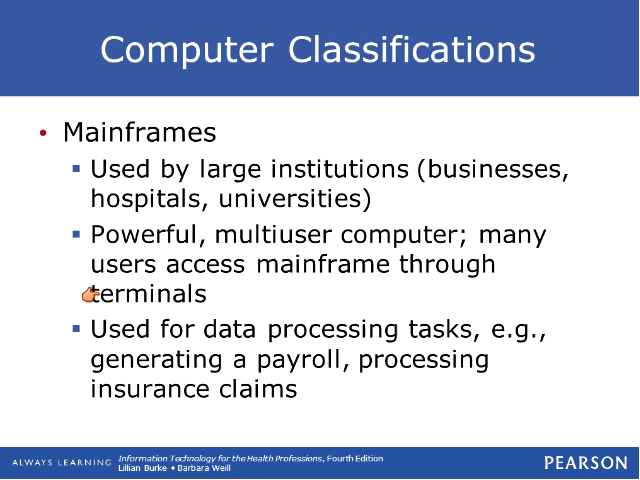 Computer Classifications
• Mainframes
▪ Used by large institutions (businesses,
hospitals, universities)
▪ Powerful, multiuser computer; many
users access mainframe through
terminals
▪ Used for data processing tasks, e.g.,
generating a payroll, processing
insurance claims
ALWAYS LEARNING
Information Technology for the Health Professions, Fourth Edition
Lillian Burke ♦ Barbara Weill
PEARSON